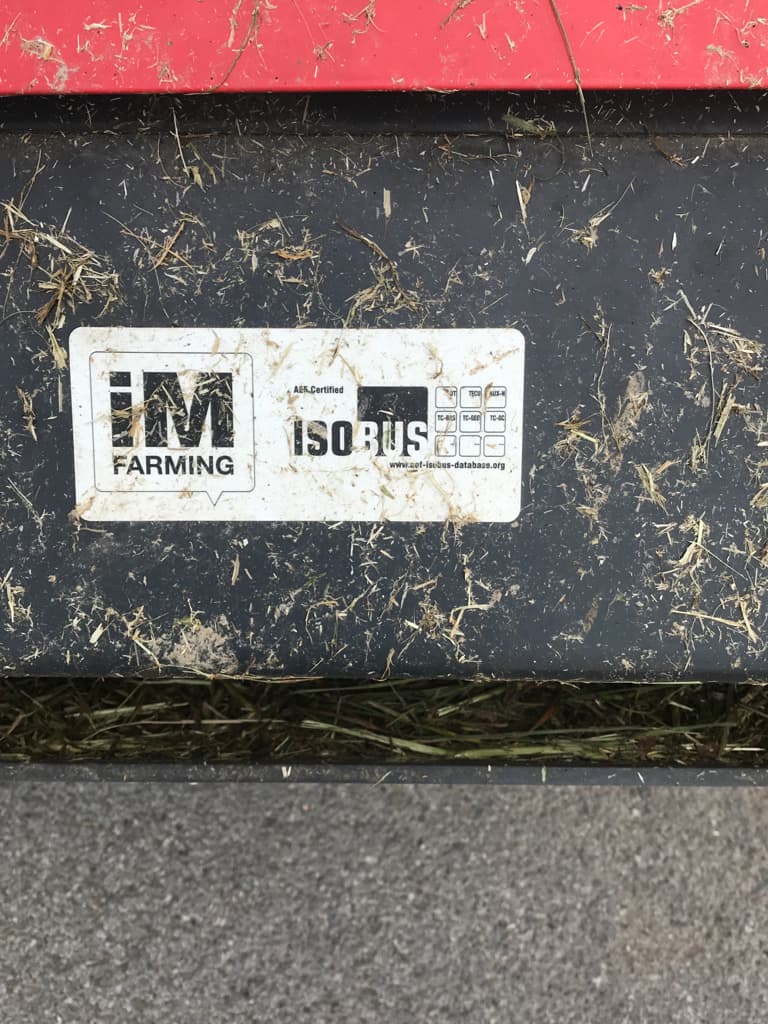 iM
FARMING
AEF Certified
ISOBUS
UT TECU AUX-N
TC-BAS TC-GEO TC-SC
www.aef-isobus-database.org